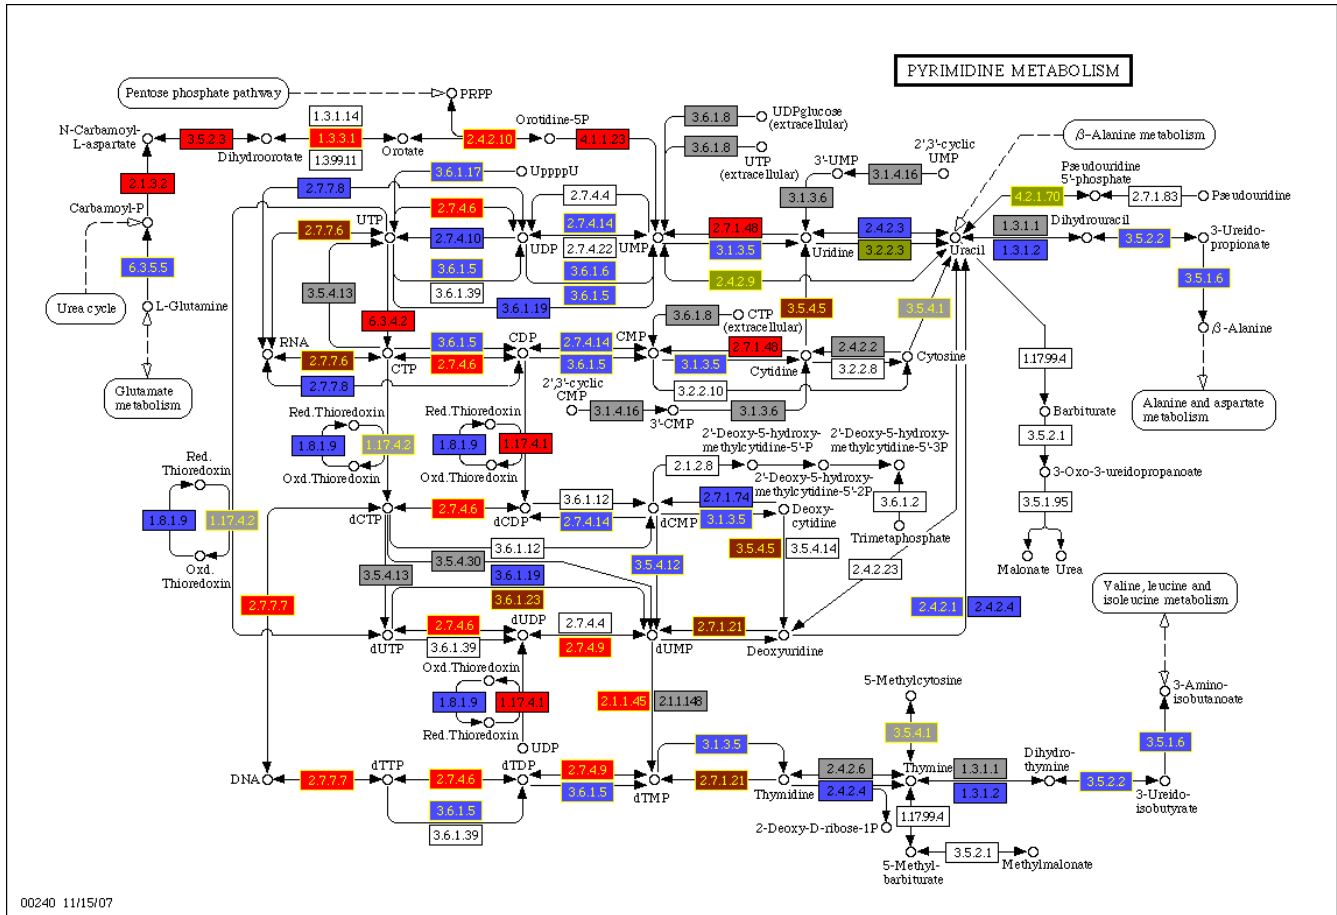 PYRIMIDINE METABOLISM
Pentose phosphate pathway
PRPP
N-Carbamoyl-
L-aspartate
3.5.2.3
Dihydroorotate
1.3.1.14
1.3.3.1
1.3.99.11
Orotate
2.4.2.10
Orotidine-5P
4.1.1.23
3.6.1.8
UDPglucose
(extracellular)
3.6.1.8
UTP
(extracellular)
3'-UMP
3.1.4.16
2',3'-cyclic
UMP
3.1.3.6
β-Alanine metabolism
Pseudouridine
5'-phosphate
4.2.1.70
2.7.1.83
Pseudouridine
2.1.3.2
Carbamoyl-P
6.3.5.5
Urea cycle
L-Glutamine
Glutamate
metabolism
2.7.7.8
3.6.1.17
UppppU
2.7.4.6
2.7.4.4
2.7.4.14
UTP
2.7.7.6
2.7.4.10
UDP
2.7.4.22
UMP
3.6.1.5
3.6.1.6
3.6.1.39
3.6.1.5
3.6.1.19
2.7.1.48
3.1.3.5
Uridine
2.4.2.3
3.2.2.3
2.4.2.9
Uracil
1.3.1.1
1.3.1.2
Dihydrouracil
3.5.2.2
3-Ureido-
propionate
3.5.1.6
β-Alanine
Alanine and aspartate
metabolism
3.5.4.13
6.3.4.2
3.6.1.8
CTP
(extracellular)
3.5.4.5
3.5.4.1
RNA
2.7.7.6
CTP
3.6.1.5
2.7.4.6
CDP
2.7.4.14
3.6.1.5
CMP
2.7.1.48
3.1.3.5
Cytidine
2.4.2.2
3.2.2.8
Cytosine
2.7.7.8
3.2.2.10
2',3'-cyclic
CMP
3.1.4.16
3'-CMP
3.1.3.6
1.17.99.4
Barbiturate
3.5.2.1
3-Oxo-3-ureidopropanoate
3.5.1.95
Malonate
Urea
Red.Thioredoxin
1.8.1.9
1.17.4.2
Oxd.Thioredoxin
Red.Thioredoxin
1.8.1.9
1.17.4.1
Oxd.Thioredoxin
2'-Deoxy-5-hydroxy-
methylcytidine-5'-P
2'-Deoxy-5-hydroxy-
methylcytidine-5'-3P
2.1.2.8
2'-Deoxy-5-hydroxy-
methylcytidine-5'-2P
3.6.1.2
Trimetaphosphate
Red.
Thioredoxin
1.8.1.9
1.17.4.2
Oxd.
Thioredoxin
dCTP
2.7.4.6
dCDP
3.6.1.12
2.7.4.14
dCMP
2.7.1.74
3.1.3.5
Deoxy-
cytidine
3.6.1.12
3.5.4.13
3.5.4.30
3.6.1.19
3.6.1.23
3.5.4.12
3.5.4.5
3.5.4.14
2.4.2.23
2.4.2.1
2.4.2.4
2.7.7.7
dUTP
2.7.4.6
3.6.1.39
dUDP
2.7.4.4
2.7.4.9
dUMP
2.7.1.21
Deoxyuridine
Oxd.Thioredoxin
1.8.1.9
1.17.4.1
Red.Thioredoxin
UDP
2.1.1.45
2.1.1.148
5-Methylcytosine
3.5.4.1
Valine, leucine and
isoleucine metabolism
3-Amino-
isobutanoate
3.5.1.6
DNA
2.7.7.7
dTTP
2.7.4.6
3.6.1.5
3.6.1.39
dTDP
2.7.4.9
3.6.1.5
dTMP
3.1.3.5
2.7.1.21
Thymidine
2.4.2.6
2.4.2.4
Thymine
1.3.1.1
1.3.1.2
Dihydro-
thymine
3.5.2.2
3-Ureido-
isobutyrate
2-Deoxy-D-ribose-1P
1.17.99.4
5-Methyl-
barbiturate
3.5.2.1
Methylmalonate
00240 11/15/07